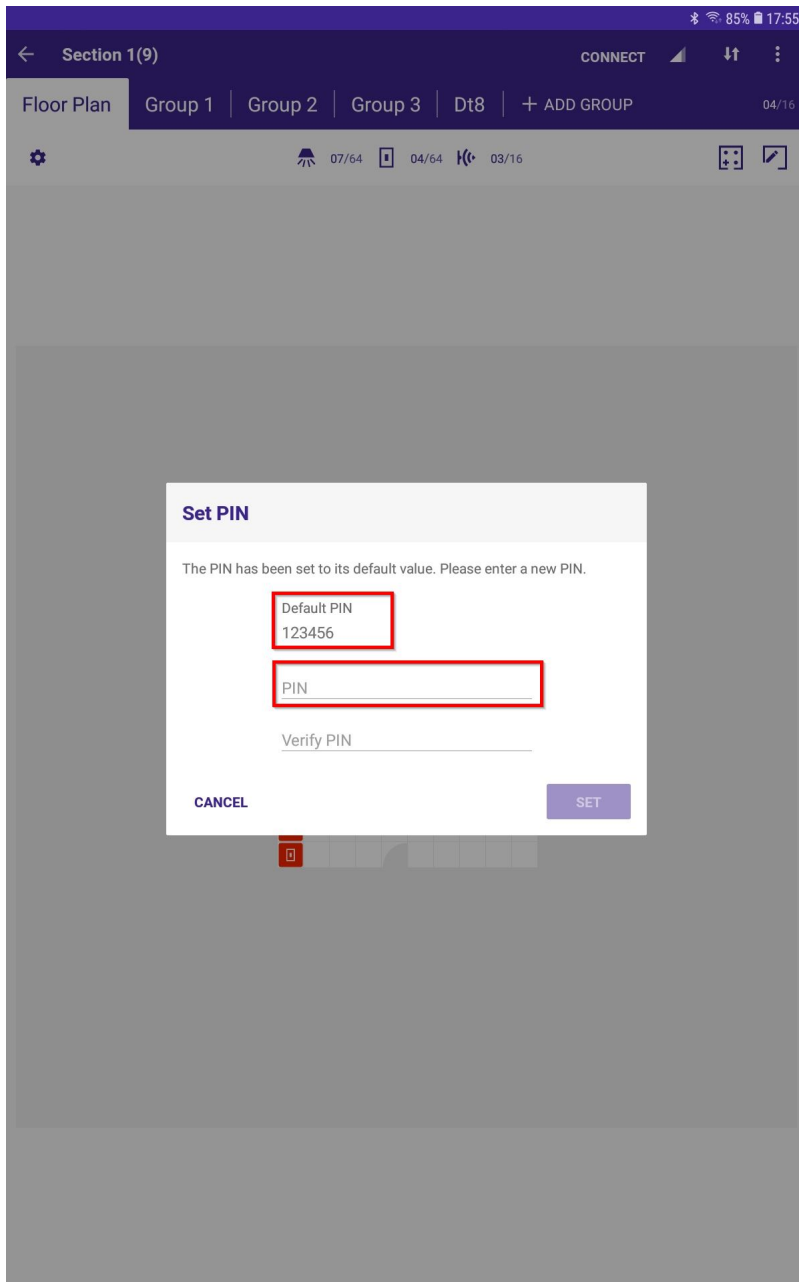 85% 17:55
Section 1(9) CONNECT
Floor Plan Group 1 Group 2 Group 3 Dt8 + ADD GROUP 04/16
07/64 04/64 03/16
Set PIN
The PIN has been set to its default value. Please enter a new PIN.
Default PIN
123456
PIN
Verify PIN
CANCEL SET